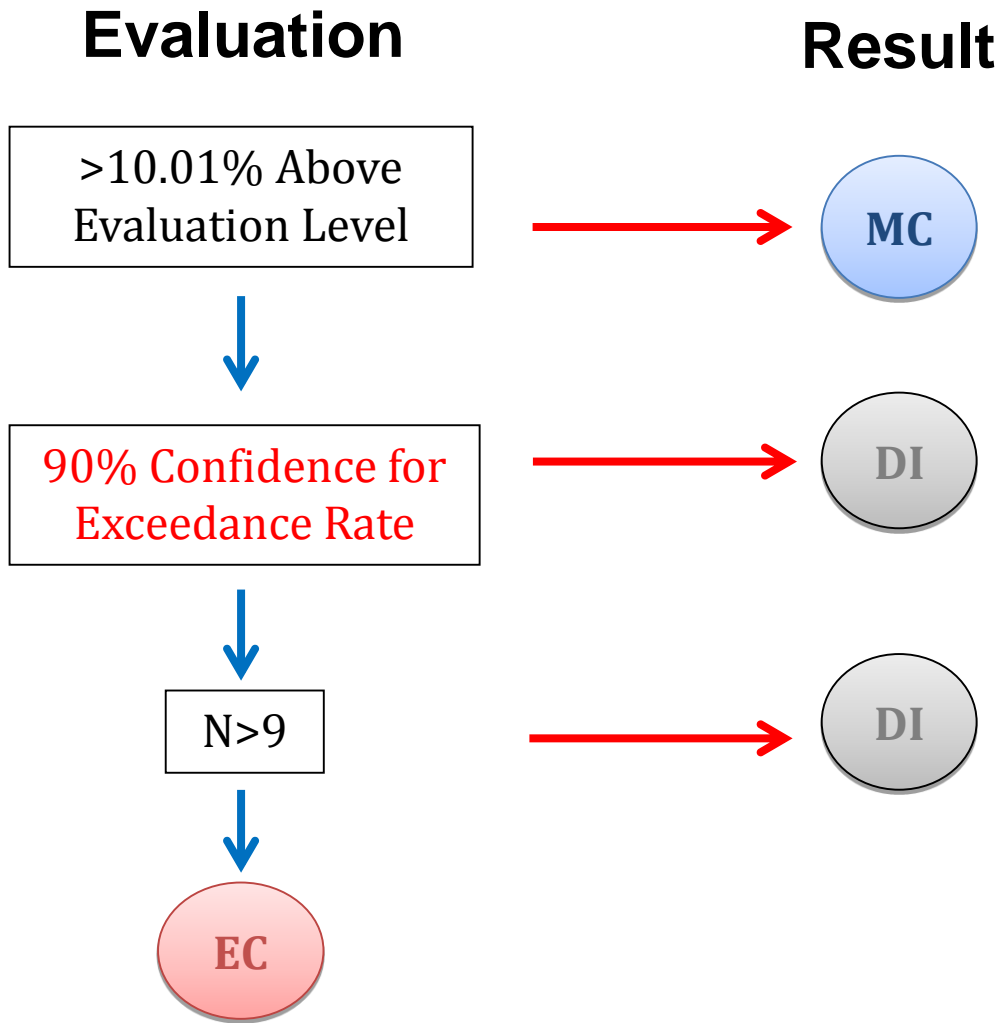 Evaluation
Result
>10.01% Above
Evaluation Level
MC
90% Confidence for
Exceedance Rate
DI
N>9
DI
EC